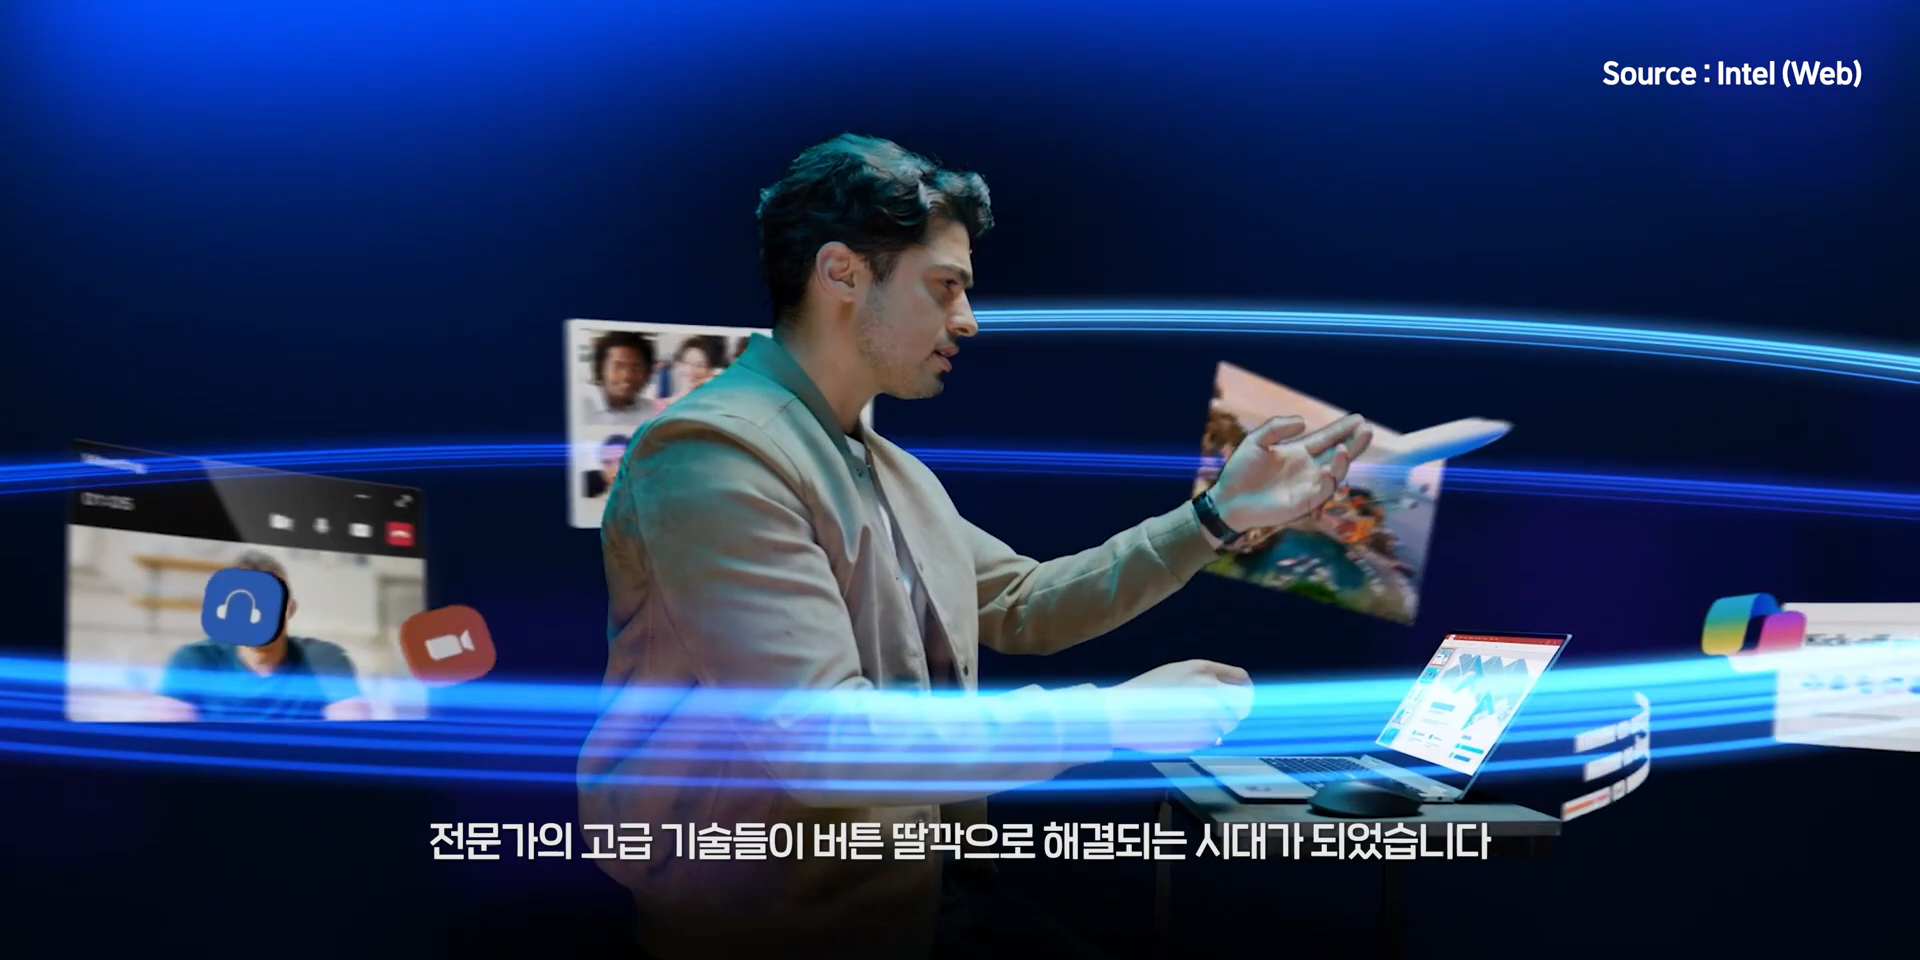 Source : Intel (Web)
전문가의 고급 기술들이 버튼 딸깍으로 해결되는 시대가 되었습니다